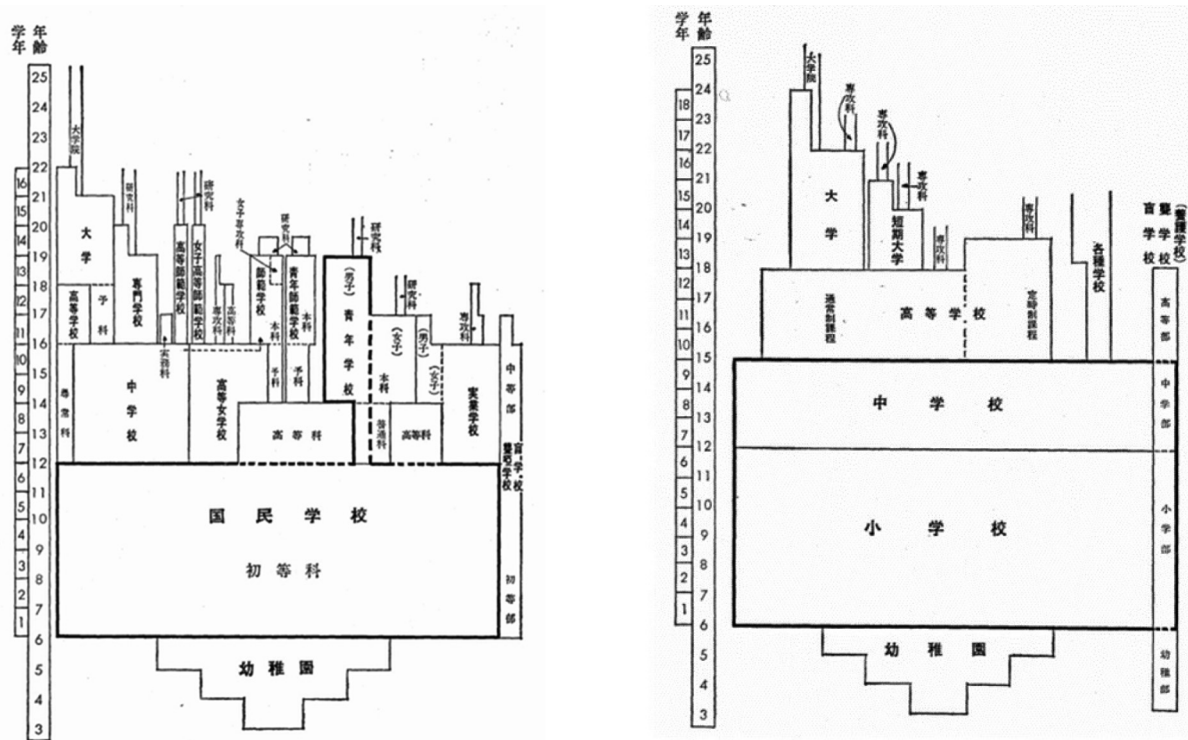 学年
年齢
25
24
23
22
21
20
19
18
17
16
15
14
13
12
11
10
9
8
7
6
5
4
3
16
15
14
13
12
11
10
9
8
7
6
5
4
3
2
1
大学院
大学
高等学校
予科
尋常科
研究科
専門学校
実務科
中学校
研究科
高等師範学校
女子高等師範学校
専攻科
高等科
高等女学校
女子専攻科
研究科
師範学校
本科
予科
青年師範学校
本科
予科
高等科
研究科
(男子)青年学校
研究科
(女子)
(男子)
(女子)
本科
普通科
高等科
専攻科
実業学校
中等部
盲学校
聾唖学校
初等部
国民学校
初等科
幼稚園
学年
年齢
25
24
23
22
21
20
19
18
17
16
15
14
13
12
11
10
9
8
7
6
5
4
3
18
17
16
15
14
13
12
11
10
9
8
7
6
5
4
3
2
1
大学院
専攻科
大学
専攻科
専攻科
短期大学
専攻科
専攻科
通常制課程
高等学校
定時制課程
各種学校
(養護学校)
聾学校
盲学校
高等部
中学部
小学部
幼稚部
中学校
小学校
幼稚園